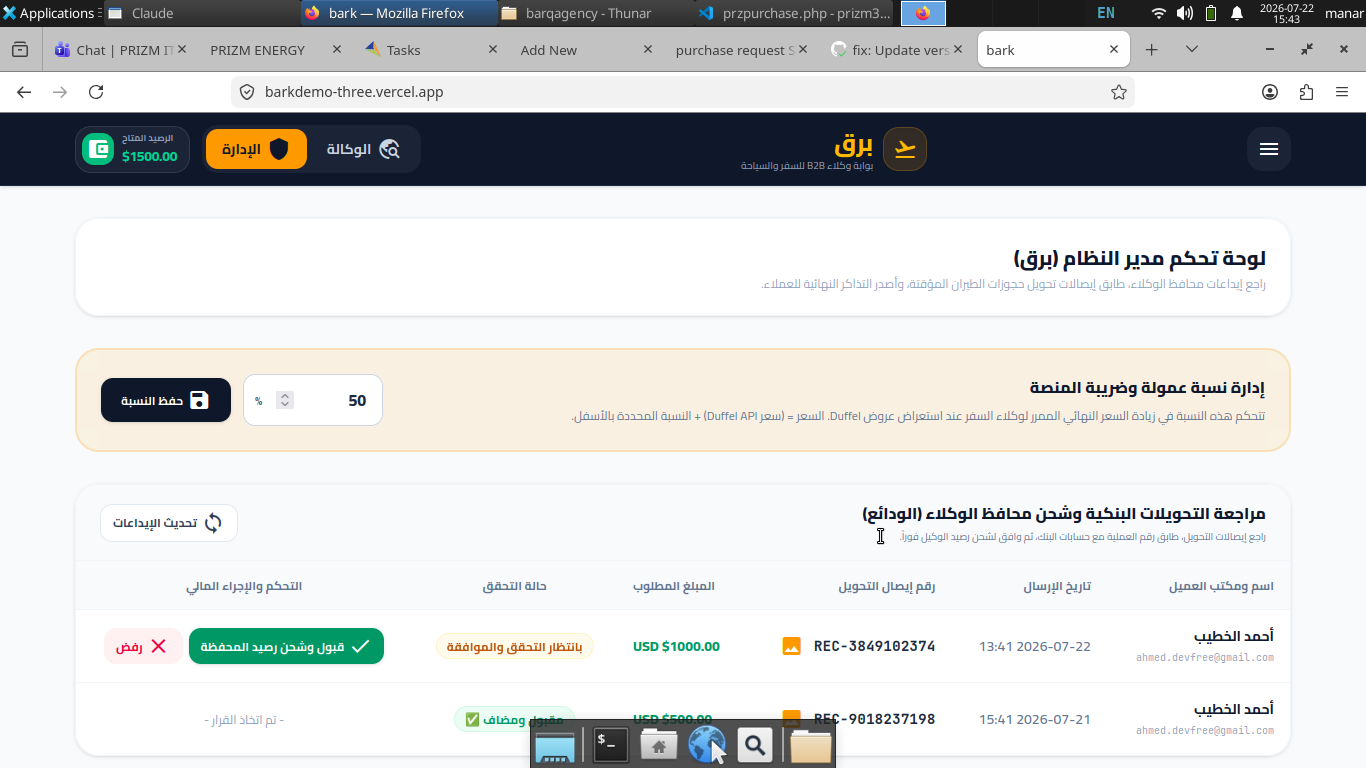 Applications
Claude
bark — Mozilla Firefox
barqagency - Thunar
przpurchase.php - prizm3...
EN
2026-07-22
15:43
manar
Chat | PRIZM IT
PRIZM ENERGY
Tasks
Add New
purchase request S
fix: Update vers
bark
barkdemo-three.vercel.app
برق
بوابة وكلاء B2B للسفر والسياحة
الوكالة
الإدارة
الرصيد المتاح
$1500.00
لوحة تحكم مدير النظام (برق)
راجع إيداعات محافظ الوكلاء، طابق إيصالات تحويل حجوزات الطيران المؤقتة، وأصدر التذاكر النهائية للعملاء.
إدارة نسبة عمولة وضريبة المنصة
تتحكم هذه النسبة في زيادة السعر النهائي الممرر لوكلاء السفر عند استعراض عروض Duffel. السعر = (سعر Duffel API) + النسبة المحددة بالأسفل.
50
%
حفظ النسبة
مراجعة التحويلات البنكية وشحن محافظ الوكلاء (الودائع)
راجع إيصالات التحويل، طابق رقم العملية مع حسابات البنك، ثم وافق لشحن رصيد الوكيل فوراً.
تحديث الإيداعات
اسم ومكتب العميل
تاريخ الإرسال
رقم إيصال التحويل
المبلغ المطلوب
حالة التحقق
التحكم والإجراء المالي
أحمد الخطيب
ahmed.devfree@gmail.com
13:41 2026-07-22
REC-3849102374
USD $1000.00
بانتظار التحقق والموافقة
قبول وشحن رصيد المحفظة
رفض
أحمد الخطيب
ahmed.devfree@gmail.com
15:41 2026-07-21
REC-9018237198
USD $500.00
مقبول ومضاف
- تم اتخاذ القرار -